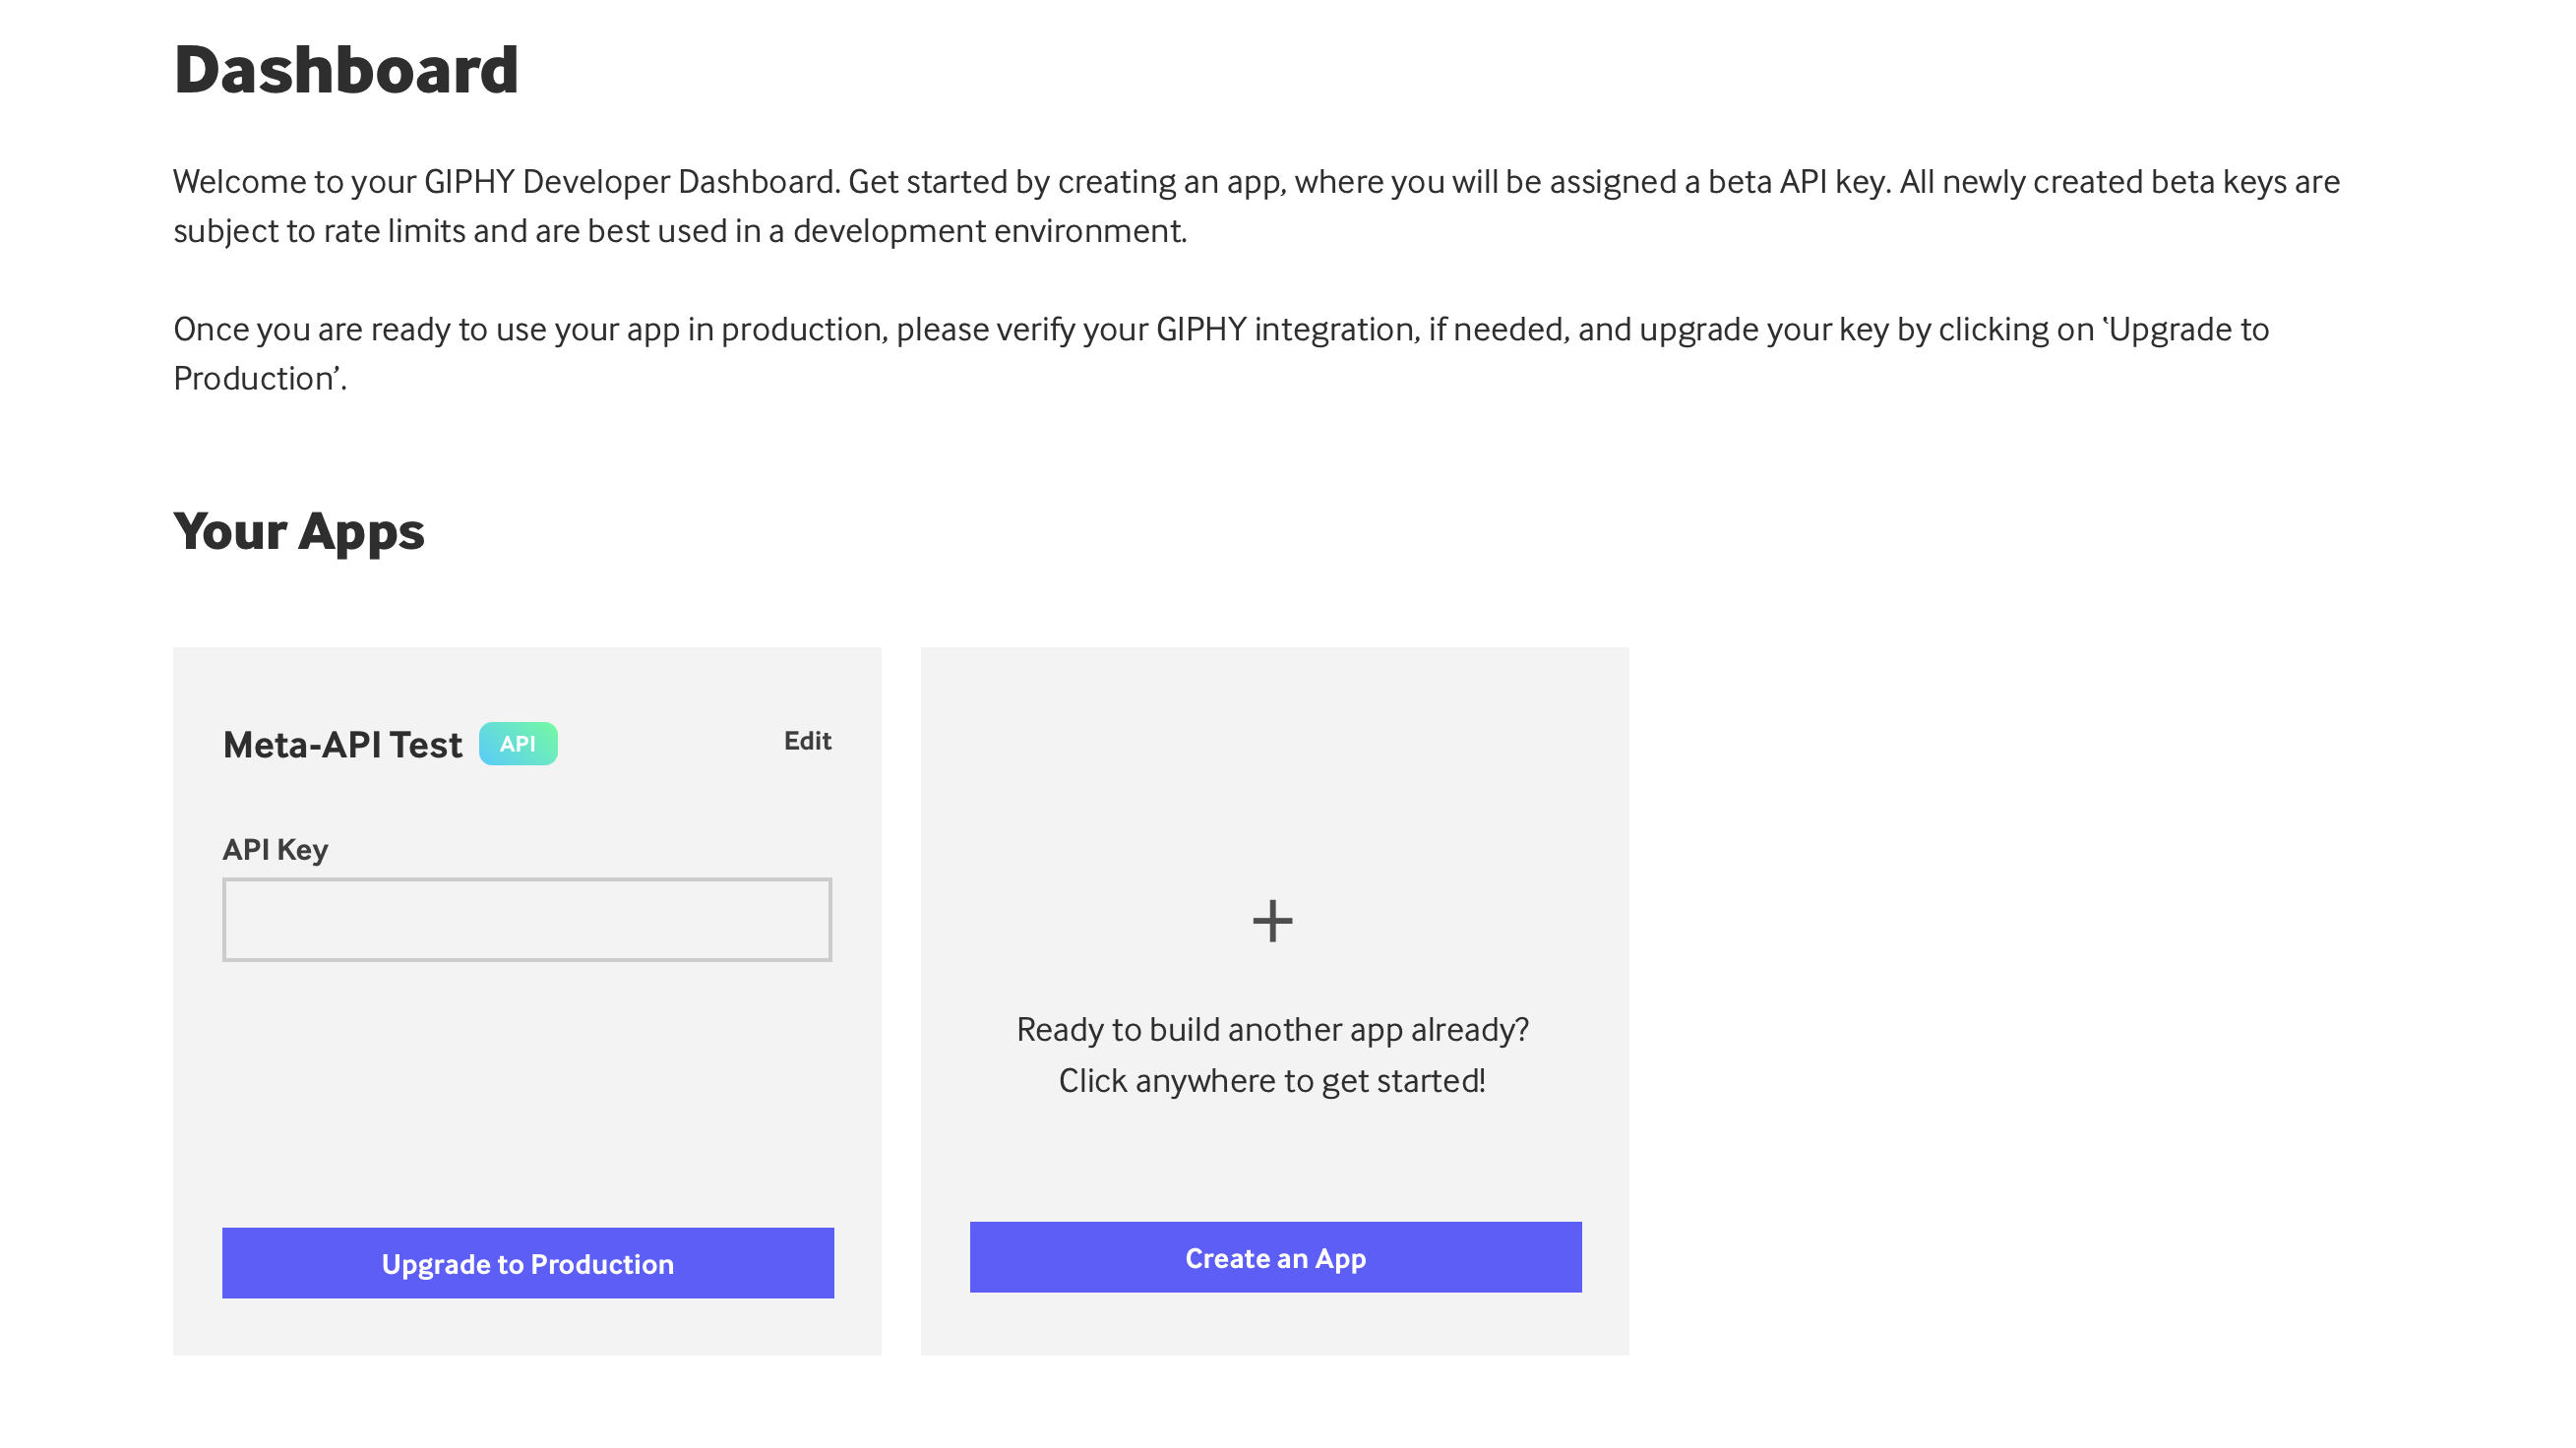 Dashboard
Welcome to your GIPHY Developer Dashboard. Get started by creating an app, where you will be assigned a beta API key. All newly created beta keys are
subject to rate limits and are best used in a development environment.
Once you are ready to use your app in production, please verify your GIPHY integration, if needed, and upgrade your key by clicking on ‘Upgrade to
Production’.
Your Apps
Meta-API Test API Edit
API Key
Upgrade to Production
+
Ready to build another app already?
Click anywhere to get started!
Create an App